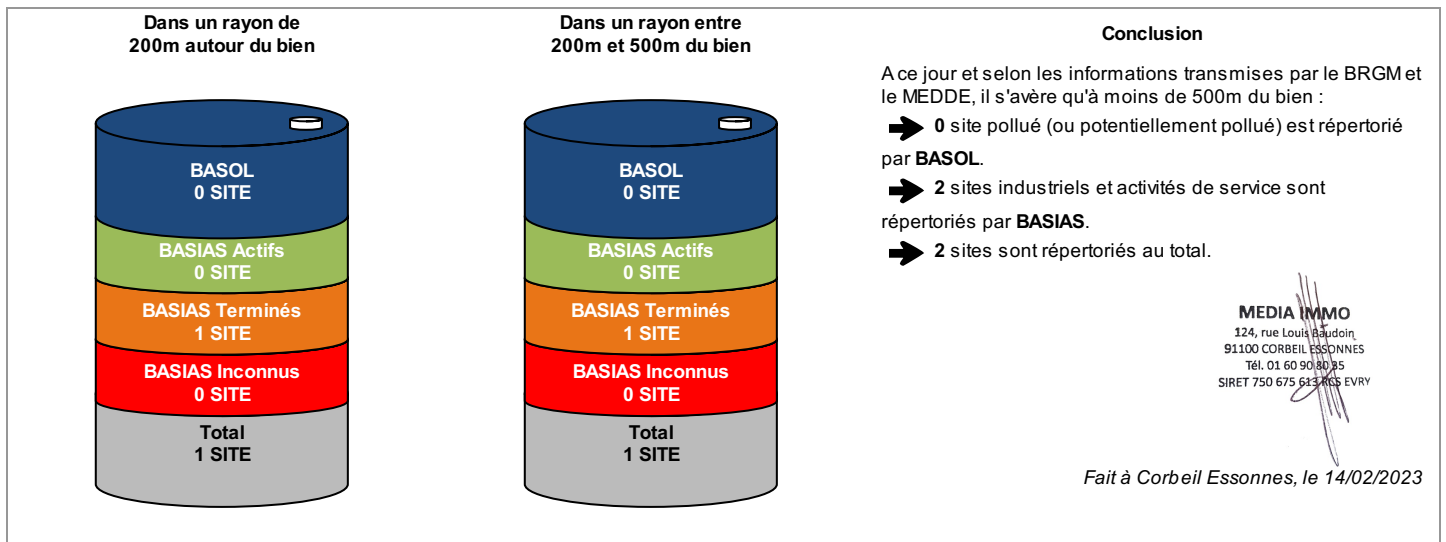 Dans un rayon de
200m autour du bien
BASOL
0 SITE
BASIAS Actifs
0 SITE
BASIAS Terminés
1 SITE
BASIAS Inconnus
0 SITE
Total
1 SITE
Dans un rayon entre
200m et 500m du bien
BASOL
0 SITE
BASIAS Actifs
0 SITE
BASIAS Terminés
1 SITE
BASIAS Inconnus
0 SITE
Total
1 SITE
Conclusion
A ce jour et selon les informations transmises par le BRGM et
le MEDDE, il s'avère qu'à moins de 500m du bien :
0 site pollué (ou potentiellement pollué) est répertorié
par BASOL.
2 sites industriels et activités de service sont
répertoriés par BASIAS.
2 sites sont répertoriés au total.
MEDIA IMMO
124, rue Louis Baudoin
91100 CORBEIL ESSONNES
Tél. 01 60 90 80 85
SIRET 750 675 613 RCS EVRY
Fait à Corbeil Essonnes, le 14/02/2023